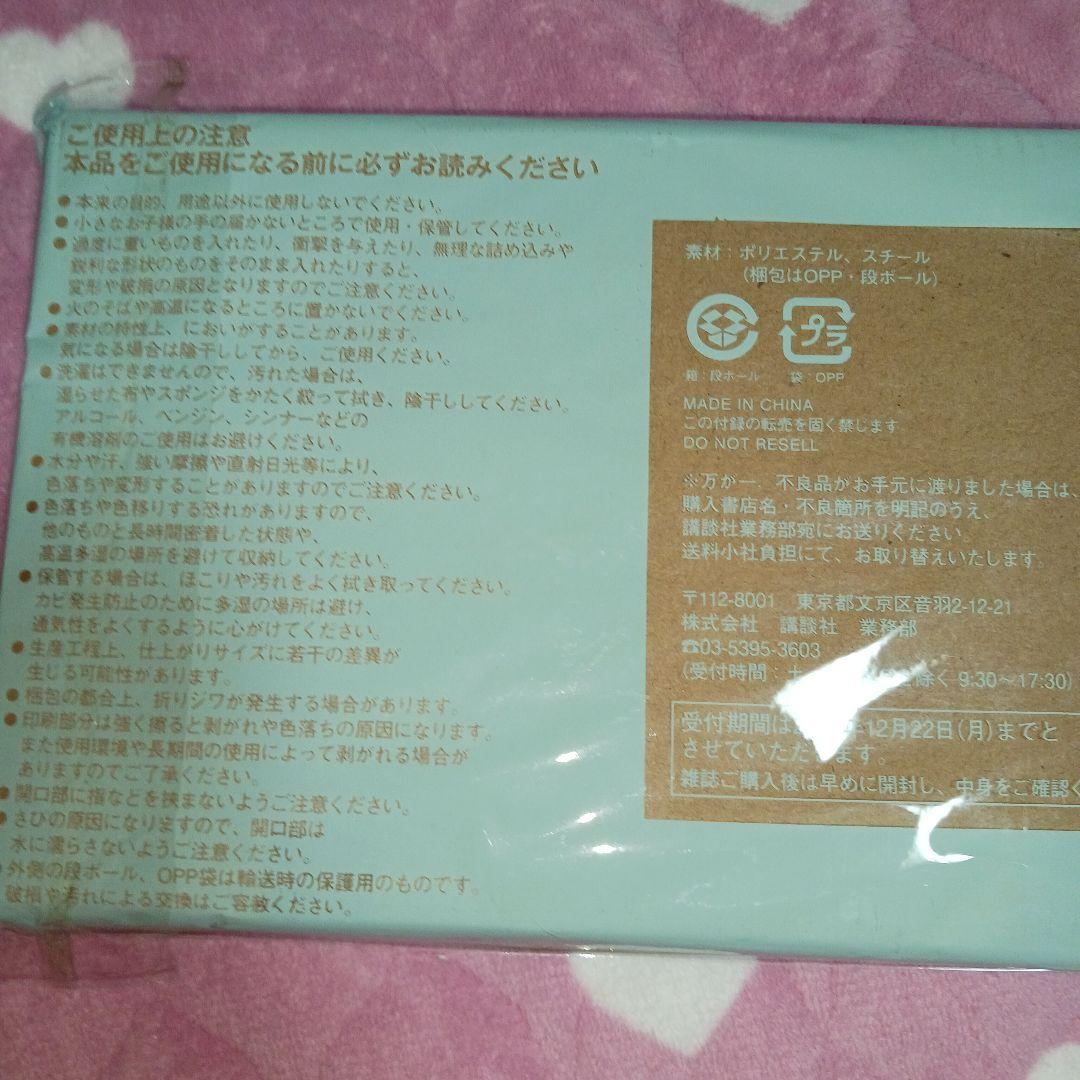 ご使用上の注意
本品をご使用になる前に必ずお読みください
●本来の目的、用途以外に使用しないでください。
●小さなお子様の手の届かないところで使用・保管してください。
●過度に重いものを入れたり、衝撃を与えたり、無理な詰め込みや
鋭利な形状のものをそのまま入れたりすると、
変形や破損の原因となりますのでご注意ください。
●火のそばや高温になるところに置かないでください。
●素材の特性上、においがすることがあります。
気になる場合は陰干ししてから、ご使用ください。
●洗濯はできませんので、汚れた場合は、
濡らせた布やスポンジをかたく絞って拭き、陰干ししてください。
アルコール、ベンジン、シンナーなどの
有機溶剤のご使用はお避けください。
●水分や汗、強い摩擦や直射日光等により、
色落ちや変形することがありますのでご注意ください。
●色落ちや色移りする恐れがありますので、
他のものと長時間密着した状態や、
高温多湿の場所を避けて収納してください。
●保管する場合は、ほこりや汚れをよく拭き取ってください。
カビ発生防止のために多湿の場所は避け、
通気性をよくするように心がけてください。
●生産工程上、仕上がりサイズに若干の差異が
生じる可能性があります。
●梱包の都合上、折りジワが発生する場合があります。
●印刷部分は強く擦ると剥がれや色落ちの原因になります。
また使用環境や長期間の使用によって剥がれる場合が
ありますのでご了承ください。
●開口部に指などを挟まないようご注意ください。
●さびの原因になりますので、開口部は
水に濡らさないようご注意ください。
●外側の段ボール、OPP袋は輸送時の保護用のものです。
破損や汚れによる交換はご容赦ください。
素材：ポリエステル、スチール
(梱包はOPP・段ボール)
プラ
箱：段ボール 袋：OPP
MADE IN CHINA
この付録の転売を固く禁じます
DO NOT RESELL
※万が一、不良品がお手元に渡りました場合は、
購入書店名・不良箇所を明記のうえ、
講談社業務部宛にお送りください。
送料小社負担にて、お取り替えいたします。
〒112-8001 東京都文京区音羽2-12-21
株式会社 講談社 業務部
☎03-5395-3603
(受付時間：土 除く 9:30〜17:30)
受付期間は 年12月22日(月)までと
させていただきます。
雑誌ご購入後は早めに開封し、中身をご確認く